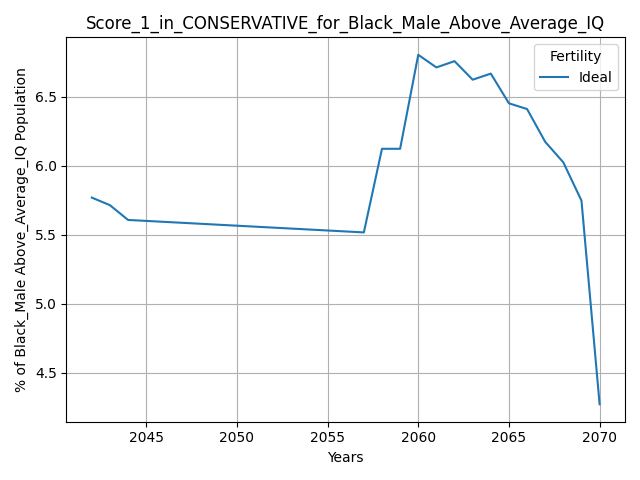 Score_1_in_CONSERVATIVE_for_Black_Male_Above_Average_IQ
Fertility
Ideal
% of Black_Male Above_Average_IQ Population
6.5
6.0
5.5
5.0
4.5
2045 2050 2055 2060 2065 2070
Years